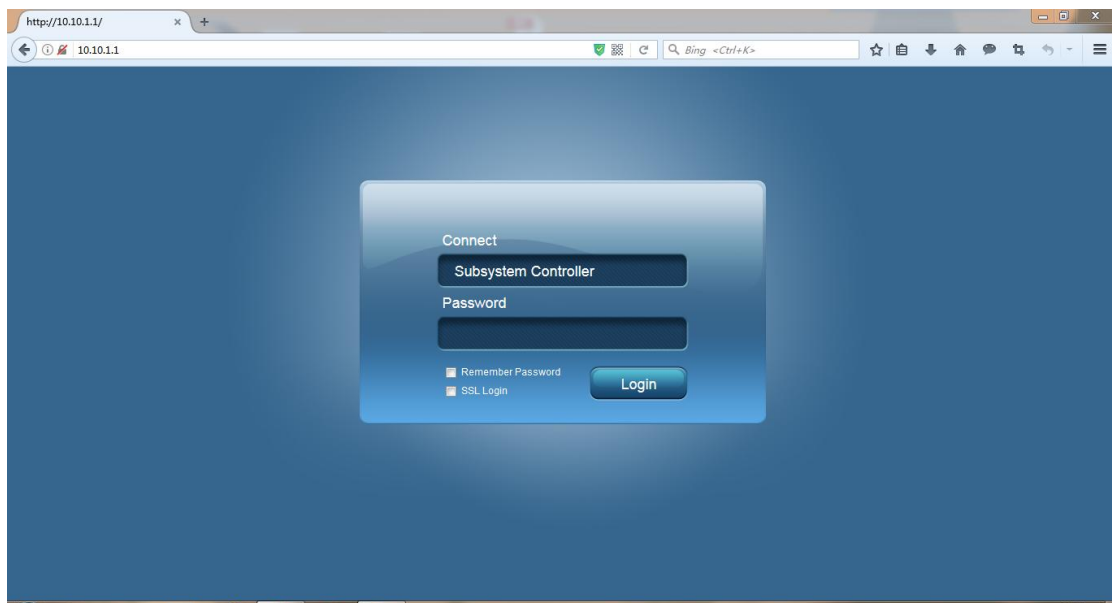 http://10.10.1.1/
10.10.1.1
Bing <Ctrl+K>
Connect
Subsystem Controller
Password
Remember Password
SSL Login
Login